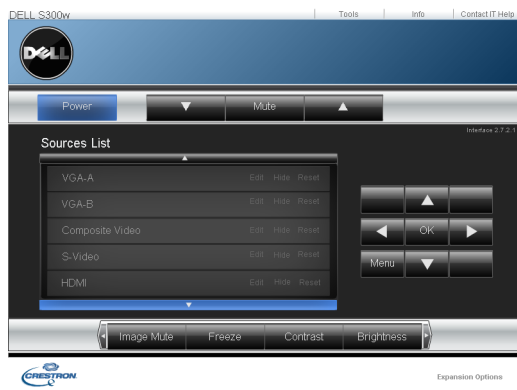 DELL S300w Tools Info Contact IT Help
DELL
Power Mute
Interface 2.7.2.1
Sources List
VGA-A Edit Hide Reset
VGA-B Edit Hide Reset
Composite Video Edit Hide Reset
S-Video Edit Hide Reset
HDMI Edit Hide Reset
OK
Menu
Image Mute Freeze Contrast Brightness
CRESTRON Expansion Options